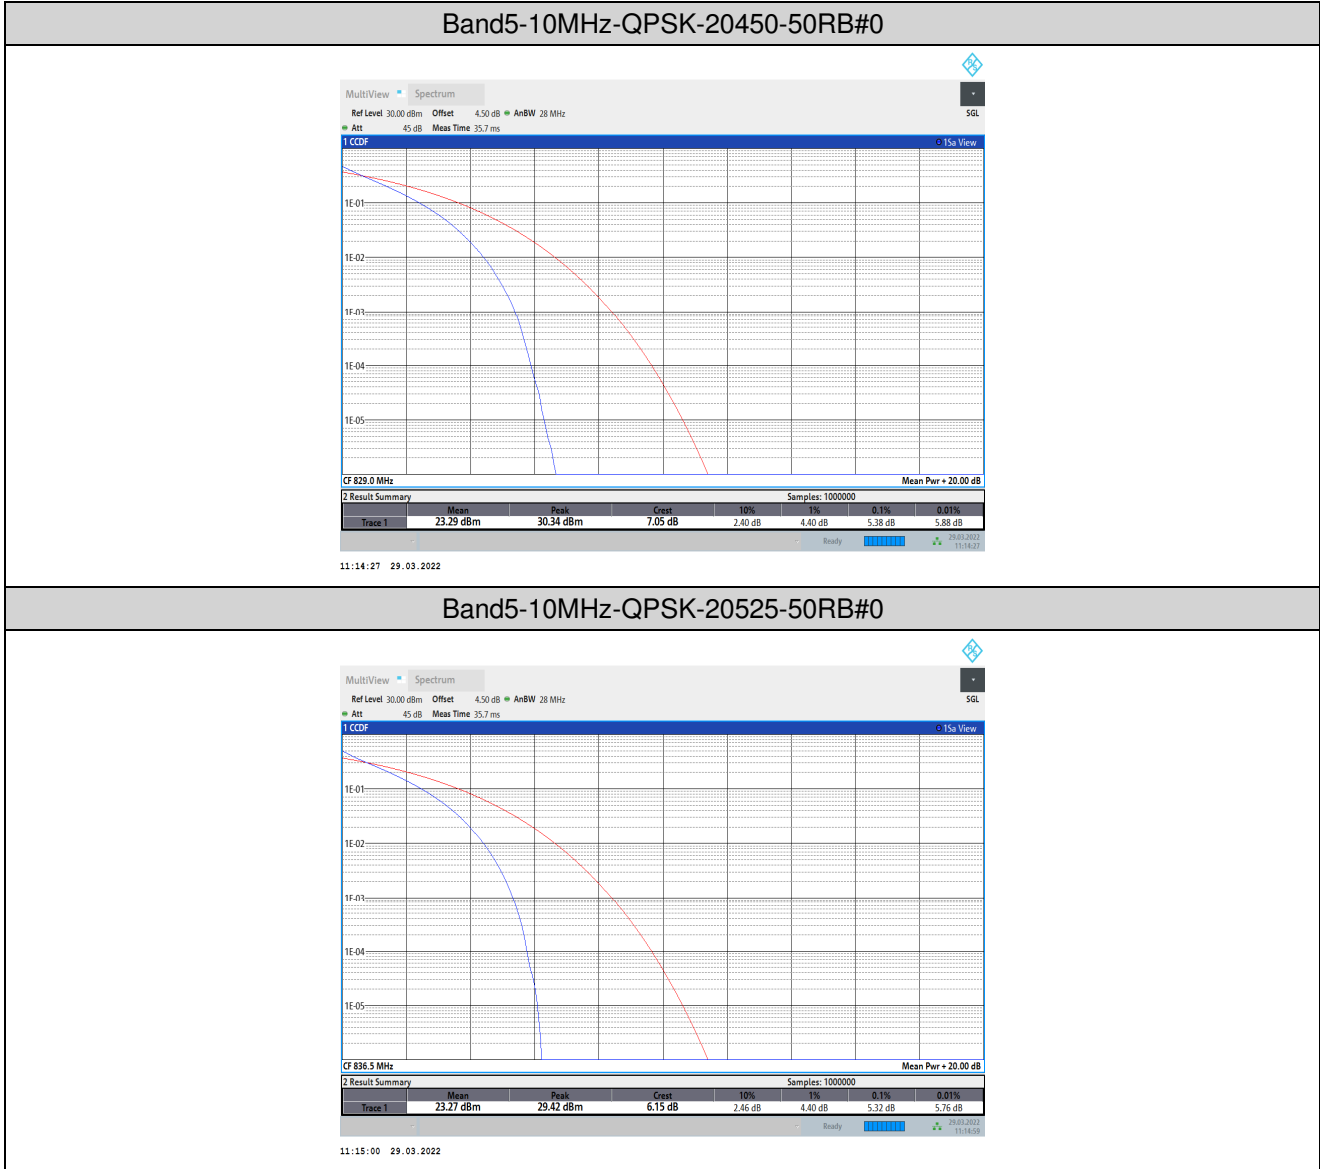 Band5-10MHz-QPSK-20450-50RB#0
MultiView Spectrum
Ref Level 30.00 dBm Offset 4.50 dB AnBW 28 MHz SGL
Att 45 dB Meas Time 35.7 ms
1 CCDF 1Sa View
1E-01
1E-02
1E-03
1E-04
1E-05
CF 829.0 MHz Mean Pwr + 20.00 dB
2 Result Summary Samples: 1000000
Mean Peak Crest 10% 1% 0.1% 0.01%
Trace 1 23.29 dBm 30.34 dBm 7.05 dB 2.40 dB 4.40 dB 5.38 dB 5.88 dB
Ready 29.03.2022
11:14:27
11:14:27 29.03.2022
Band5-10MHz-QPSK-20525-50RB#0
MultiView Spectrum
Ref Level 30.00 dBm Offset 4.50 dB AnBW 28 MHz SGL
Att 45 dB Meas Time 35.7 ms
1 CCDF 1Sa View
1E-01
1E-02
1E-03
1E-04
1E-05
CF 836.5 MHz Mean Pwr + 20.00 dB
2 Result Summary Samples: 1000000
Mean Peak Crest 10% 1% 0.1% 0.01%
Trace 1 23.27 dBm 29.42 dBm 6.15 dB 2.46 dB 4.40 dB 5.32 dB 5.76 dB
Ready 29.03.2022
11:14:59
11:15:00 29.03.2022